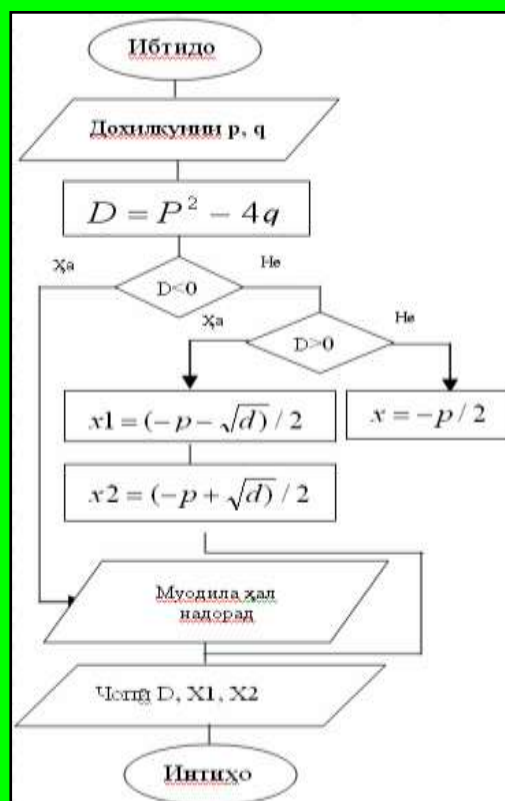 Ибтидо
Дохилкунии p, q
D = P² − 4q
Ҳа
Не
D<0
Ҳа
Не
D>0
x1 = (−p − √d) / 2
x = −p / 2
x2 = (−p + √d) / 2
Муодила ҳал
надорад
Чопӣ D, X1, X2
Интиҳо